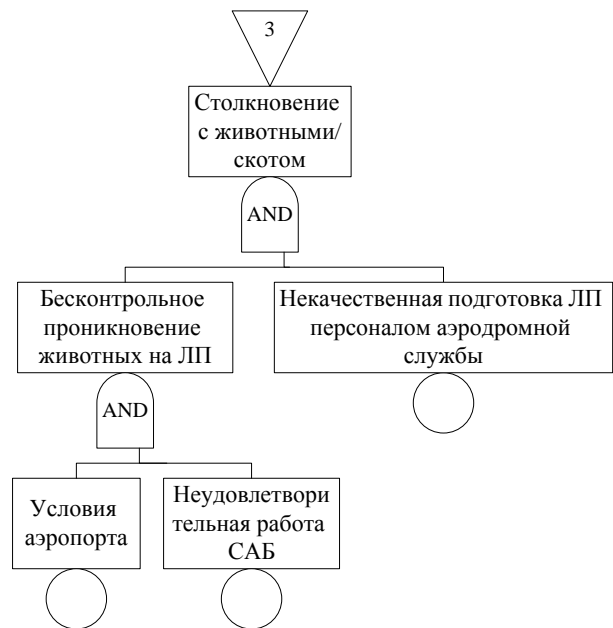 3
Столкновение
с животными/
скотом
AND
Бесконтрольное
проникновение
животных на ЛП
Некачественная подготовка ЛП
персоналом аэродромной
службы
AND
Условия
аэропорта
Неудовлетвори
тельная работа
САБ